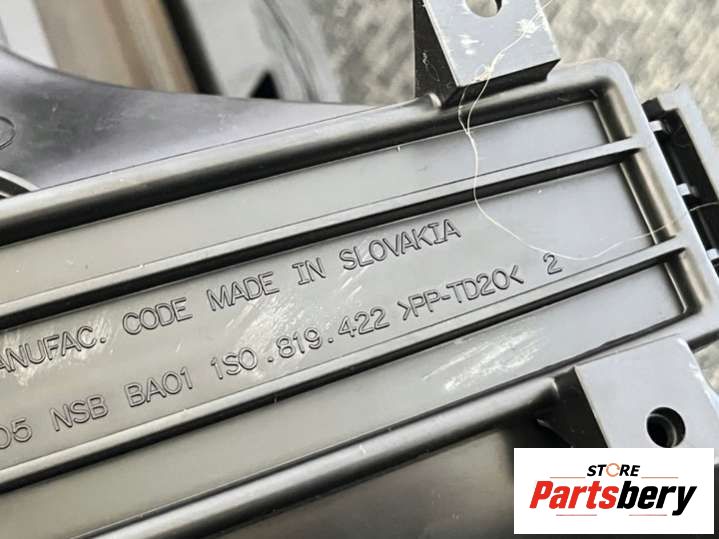 ANUFAC. CODE MADE IN SLOVAKIA
05 NSB BA01 1S0.819.422 >PP-TD20< 2
STORE
Partsbery